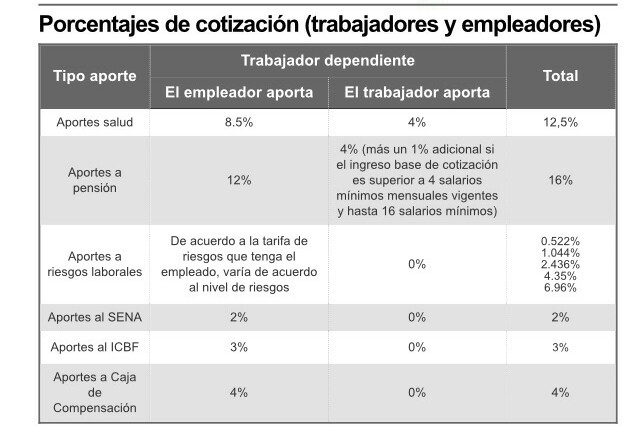 Porcentajes de cotización (trabajadores y empleadores)
Tipo aporte
Trabajador dependiente
Total
El empleador aporta
El trabajador aporta
Aportes salud
8.5%
4%
12,5%
Aportes a
pensión
12%
4% (más un 1% adicional si
el ingreso base de cotización
es superior a 4 salarios
mínimos mensuales vigentes
y hasta 16 salarios mínimos)
16%
Aportes a
riesgos laborales
De acuerdo a la tarifa de
riesgos que tenga el
empleado, varía de acuerdo
al nivel de riesgos
0%
0.522%
1.044%
2.436%
4.35%
6.96%
Aportes al SENA
2%
0%
2%
Aportes al ICBF
3%
0%
3%
Aportes a Caja
de
Compensación
4%
0%
4%